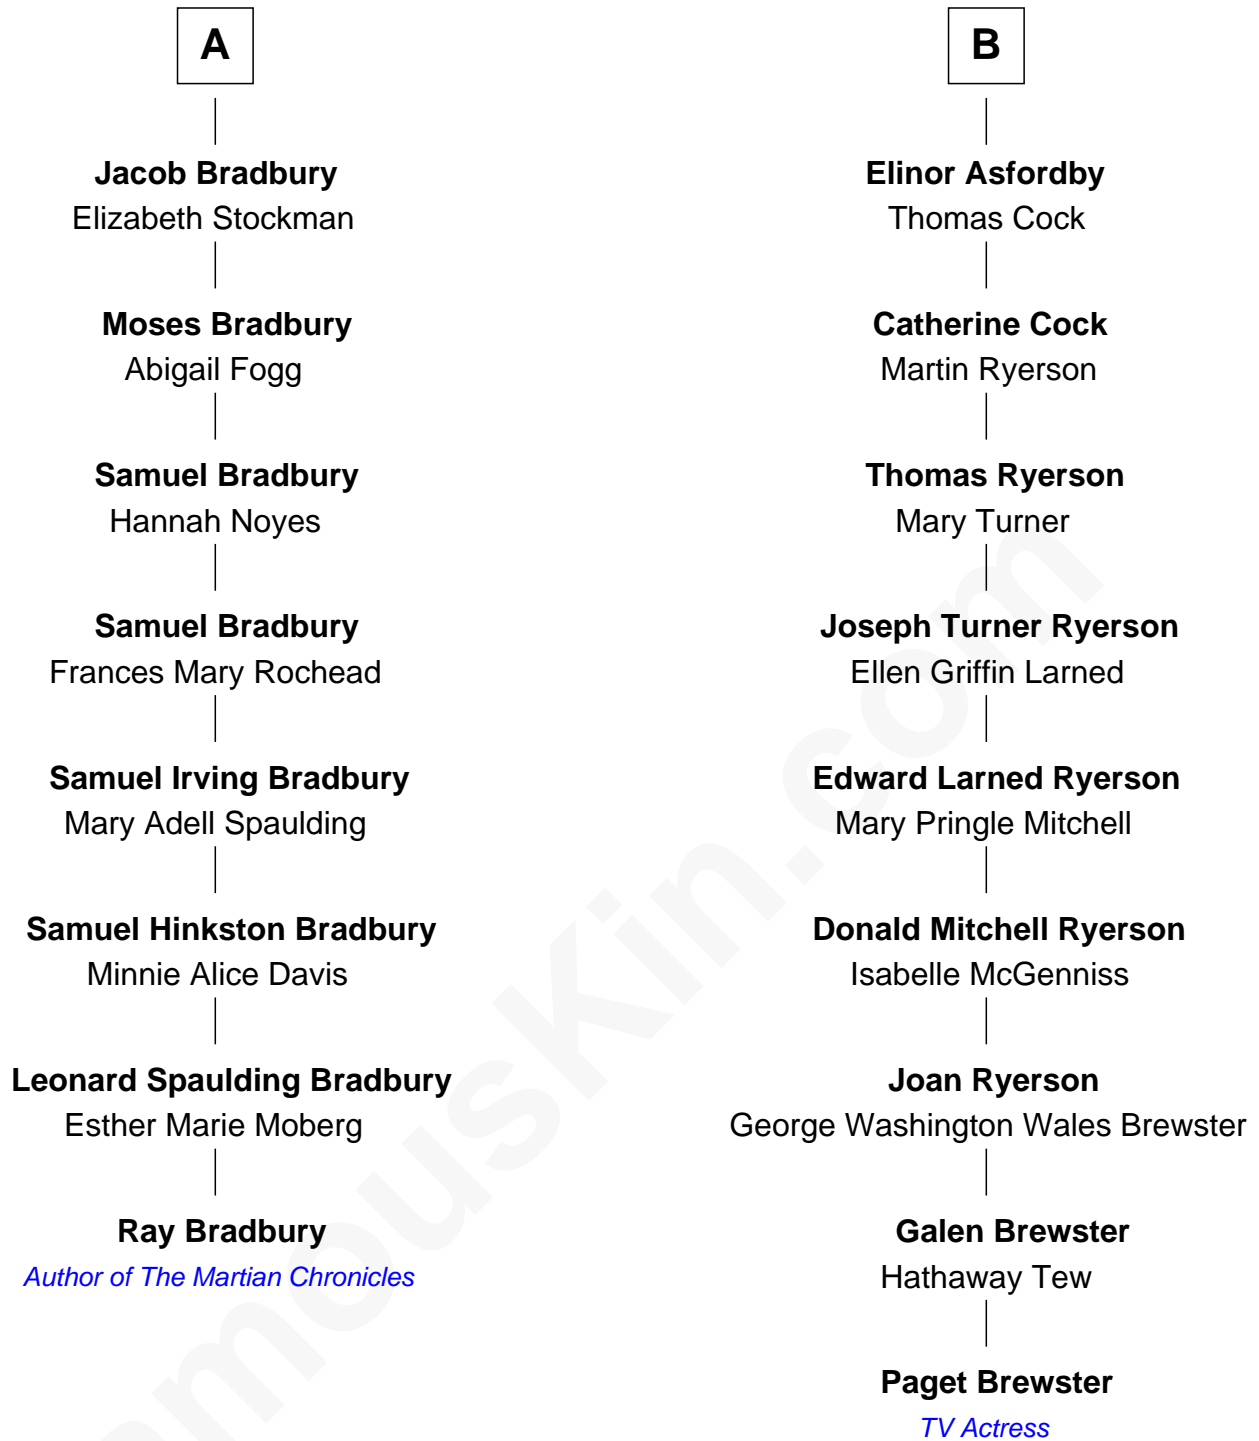 A
Jacob Bradbury
Elizabeth Stockman
Moses Bradbury
Abigail Fogg
Samuel Bradbury
Hannah Noyes
Samuel Bradbury
Frances Mary Rochead
Samuel Irving Bradbury
Mary Adell Spaulding
Samuel Hinkston Bradbury
Minnie Alice Davis
Leonard Spaulding Bradbury
Esther Marie Moberg
Ray Bradbury
Author of The Martian Chronicles
B
Elinor Asfordby
Thomas Cock
Catherine Cock
Martin Ryerson
Thomas Ryerson
Mary Turner
Joseph Turner Ryerson
Ellen Griffin Larned
Edward Larned Ryerson
Mary Pringle Mitchell
Donald Mitchell Ryerson
Isabelle McGenniss
Joan Ryerson
George Washington Wales Brewster
Galen Brewster
Hathaway Tew
Paget Brewster
TV Actress
mousKin.com